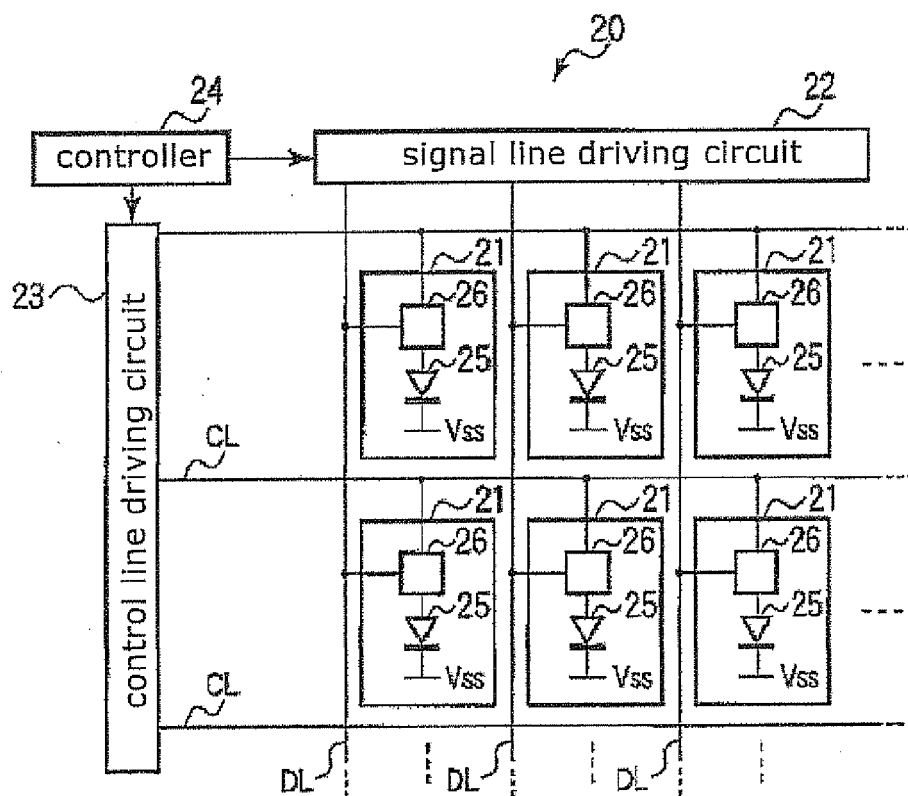 20
24
22
controller
signal line driving circuit
23
control line driving circuit
21 21 21
26 26 26
25 25 25
Vss Vss Vss
CL
21 21 21
26 26 26
25 25 25
Vss Vss Vss
CL
DL DL DL